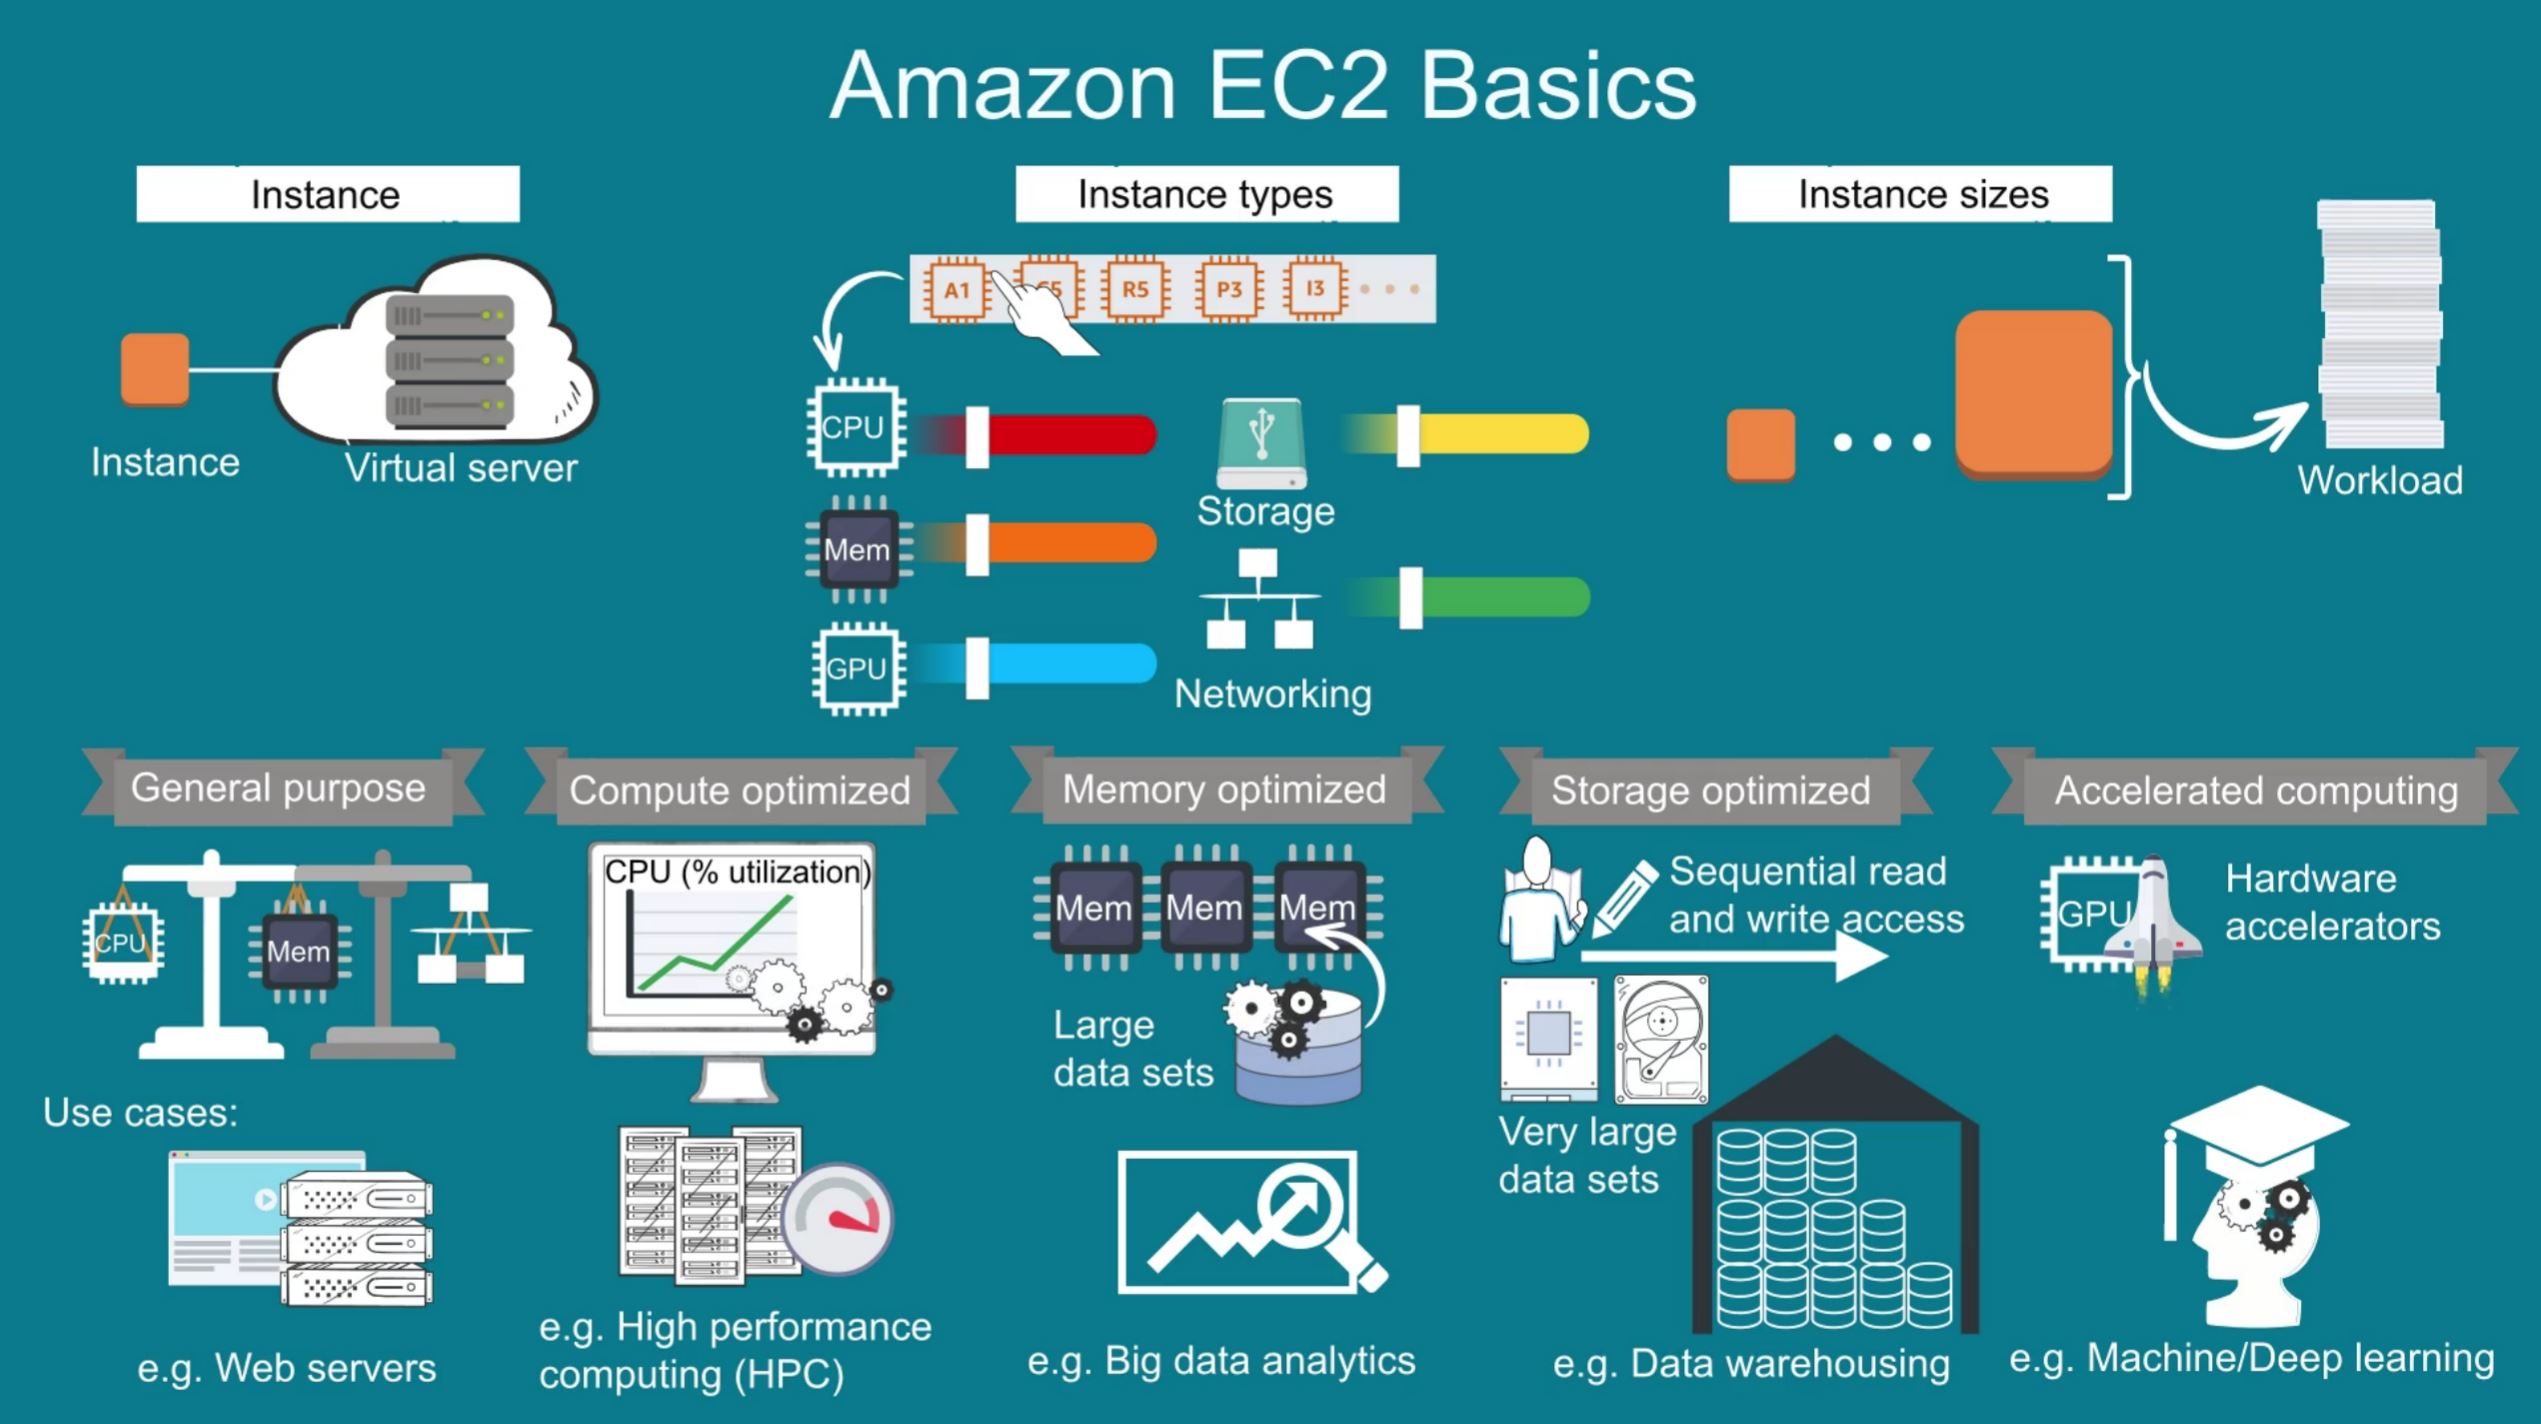 Amazon EC2 Basics
Instance
Instance
Virtual server
Instance types
A1
R5
P3
I3
CPU
Mem
GPU
Storage
Networking
Instance sizes
Workload
General purpose
CPU
Mem
Use cases:
e.g. Web servers
Compute optimized
CPU (% utilization)
e.g. High performance
computing (HPC)
Memory optimized
Mem
Mem
Mem
Large
data sets
e.g. Big data analytics
Storage optimized
Sequential read
and write access
Very large
data sets
e.g. Data warehousing
Accelerated computing
GPU
Hardware
accelerators
e.g. Machine/Deep learning